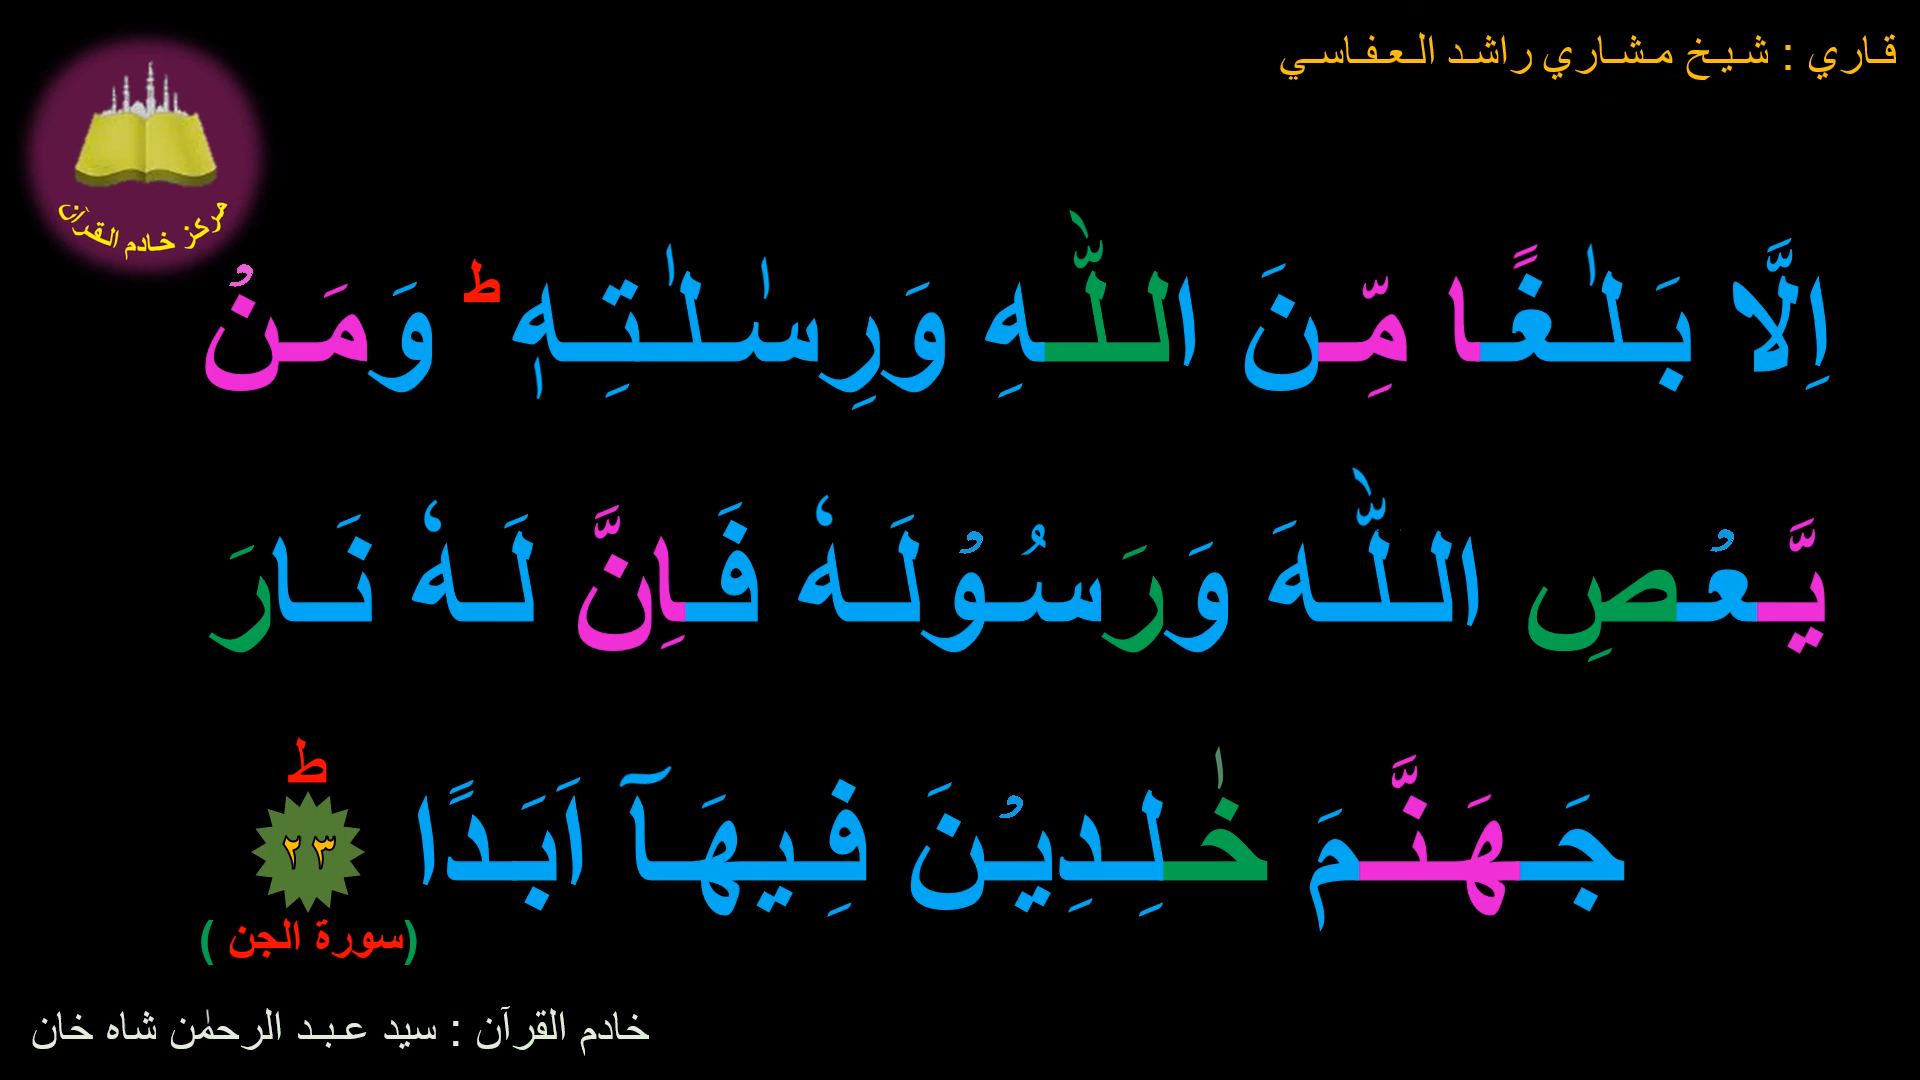 قاري : شيخ مشاري راشد العفاسي
مركز خادم القرآن
اِلَّا بَلٰغًا مِّنَ اللّٰهِ وَرِسٰلٰتِهٖ ؕ وَمَنْ
يَّعْصِ اللّٰهَ وَرَسُوْلَهٗ فَاِنَّ لَهٗ نَارَ
جَهَنَّمَ خٰلِدِيْنَ فِيهَآ اَبَدًا ؕ ٢٣
(سورة الجن )
خادم القرآن : سيد عبد الرحمٰن شاه خان